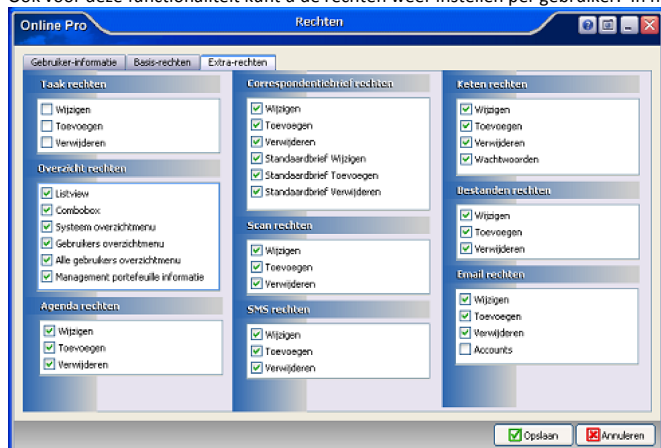 Ook voor deze functionaliteit kunt u de rechten weer instellen per gebruiker.
Online Pro
Rechten
Gebruiker-informatie
Basis-rechten
Extra-rechten
Taak rechten
Wijzigen
Toevoegen
Verwijderen
Overzicht rechten
Listview
Combobox
Systeem overzichtmenu
Gebruikers overzichtmenu
Alle gebruikers overzichtmenu
Management portefeuille informatie
Agenda rechten
Wijzigen
Toevoegen
Verwijderen
Correspondentiebrief rechten
Wijzigen
Toevoegen
Verwijderen
Standaardbrief Wijzigen
Standaardbrief Toevoegen
Standaardbrief Verwijderen
Scan rechten
Wijzigen
Toevoegen
Verwijderen
SMS rechten
Wijzigen
Toevoegen
Verwijderen
Keten rechten
Wijzigen
Toevoegen
Verwijderen
Wachtwoorden
Bestanden rechten
Wijzigen
Toevoegen
Verwijderen
Email rechten
Wijzigen
Toevoegen
Verwijderen
Accounts
Opslaan
Annuleren